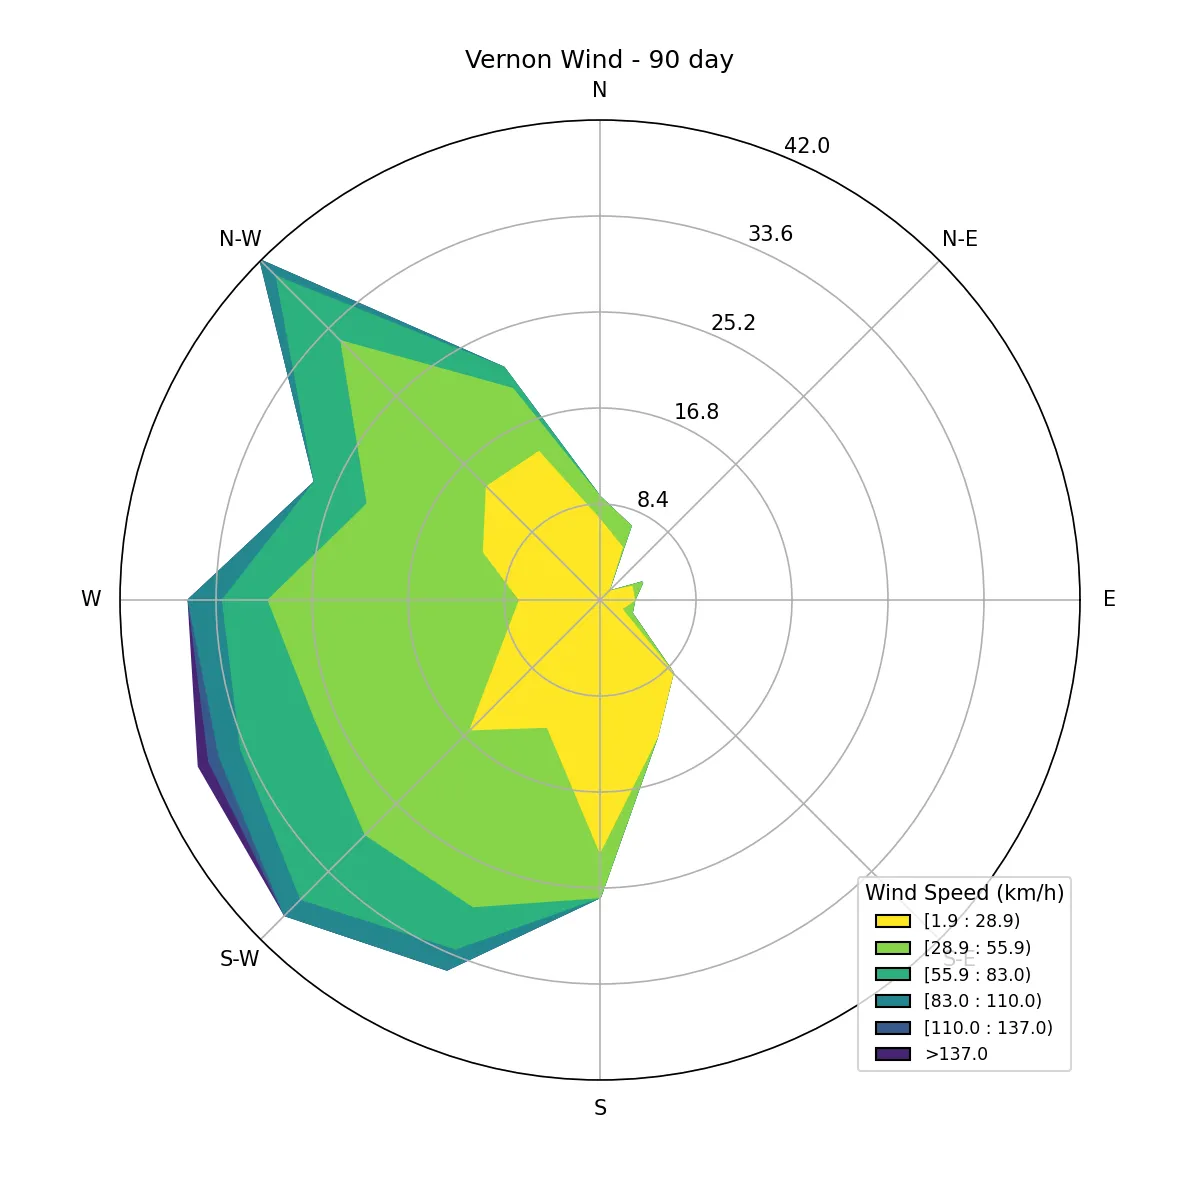 Vernon Wind - 90 day
N
42.0
33.6
N-W
N-E
25.2
16.8
8.4
W
E
S-W
S-E
Wind Speed (km/h)
[1.9 : 28.9)
[28.9 : 55.9)
[55.9 : 83.0)
[83.0 : 110.0)
[110.0 : 137.0)
>137.0
S